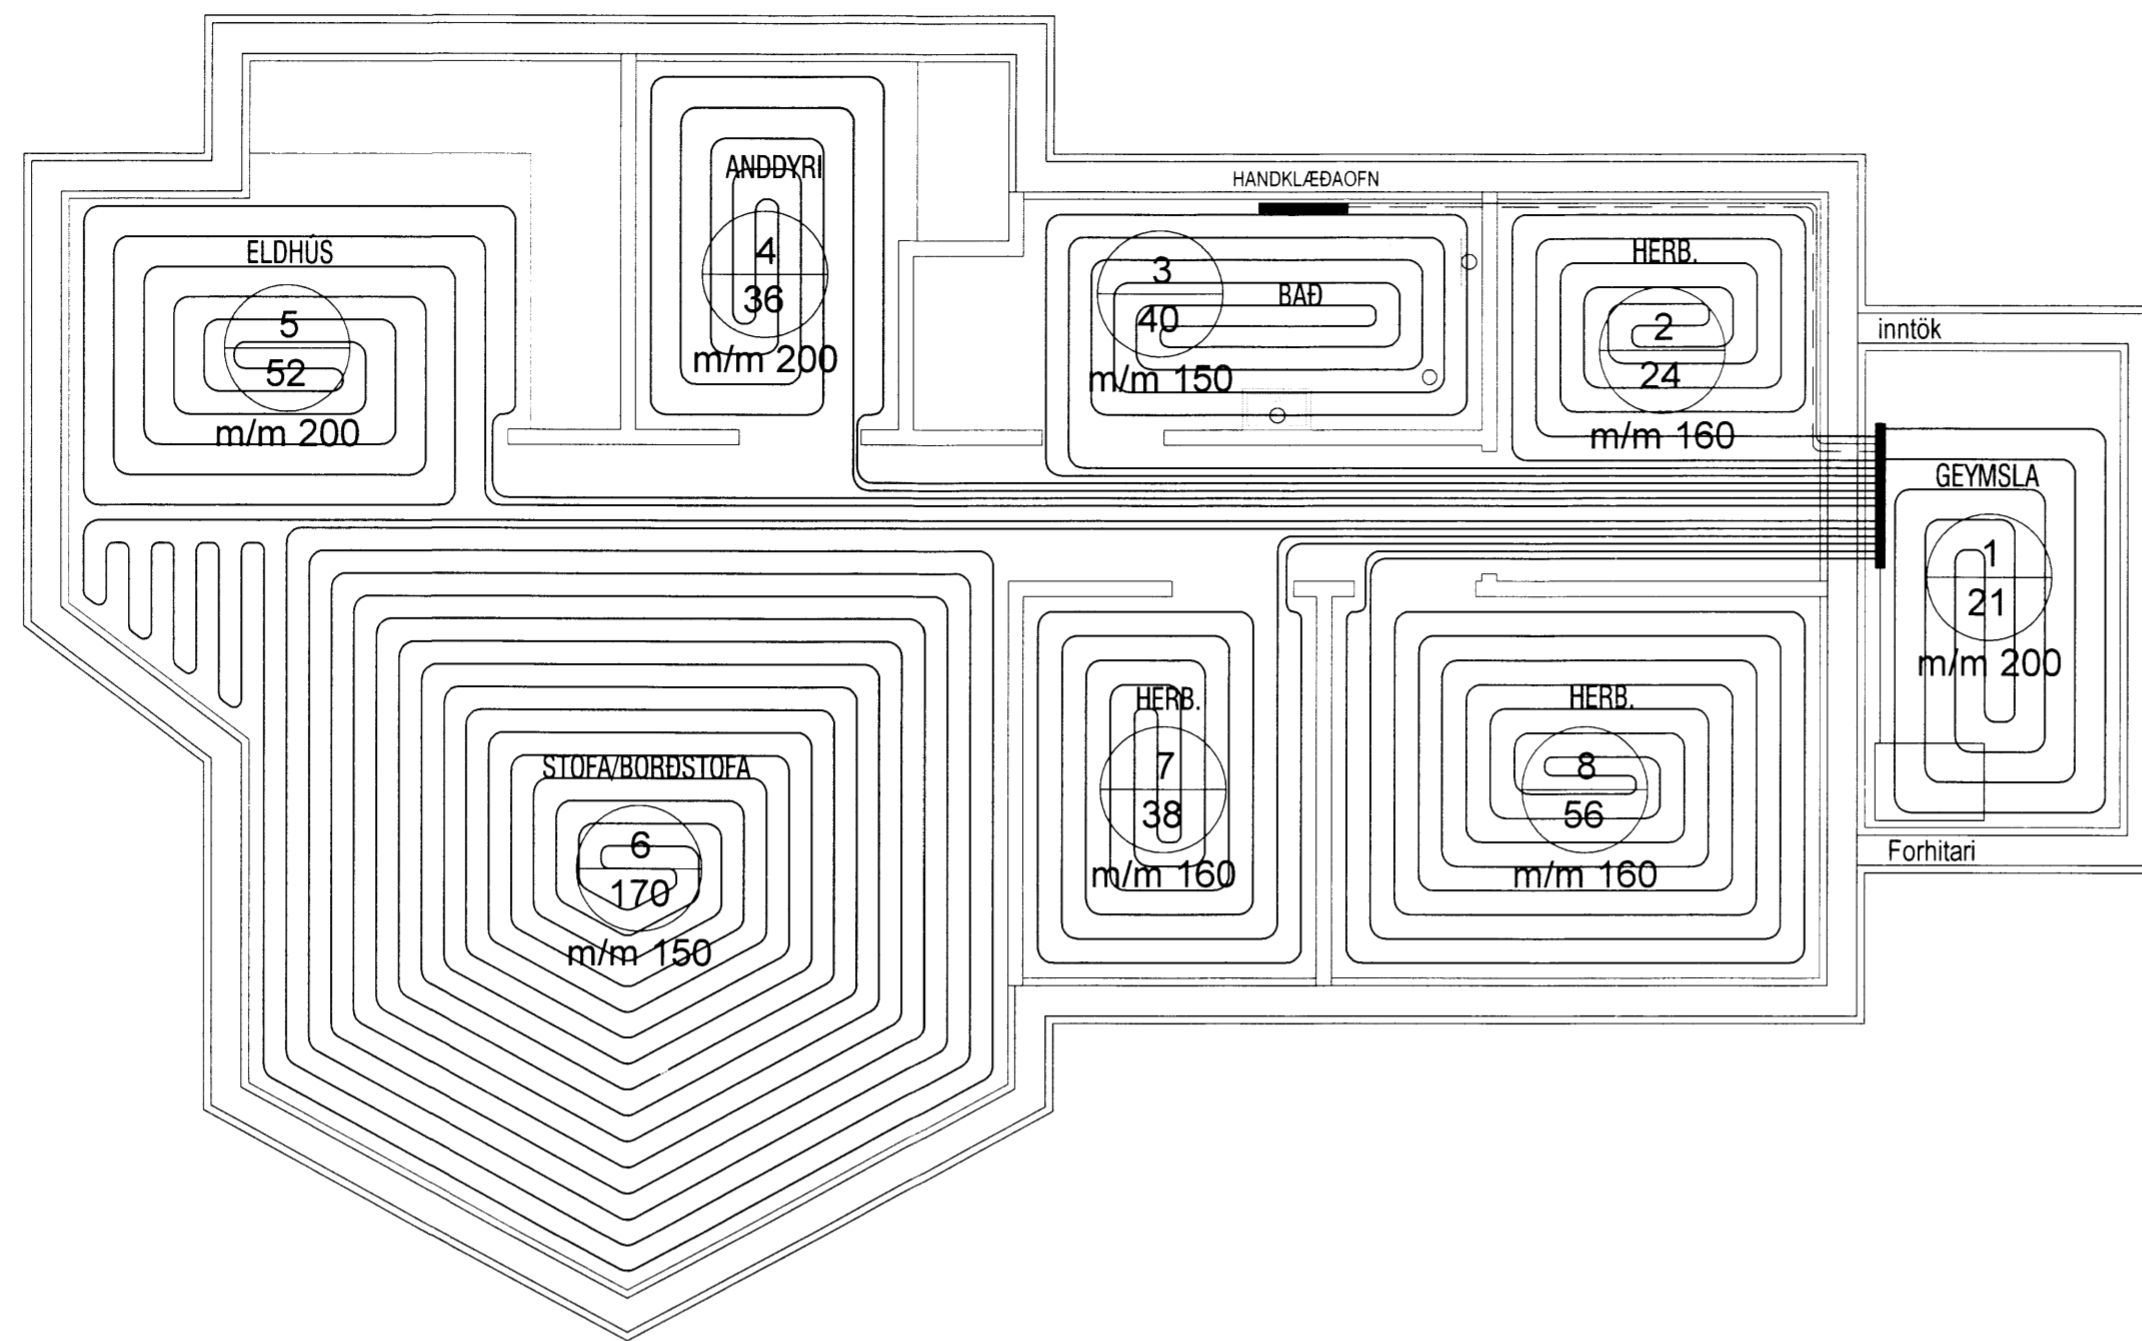 ANDDYRI
4
36
m/m 200
HANDKLÆÐAOFN
ELDHÚS
5
52
m/m 200
3
40
BAÐ
m/m 150
HERB.
2
24
m/m 160
inntök
GEYMSLA
1
21
m/m 200
Forhitari
STOFA/BORÐSTOFA
6
170
m/m 150
HERB.
7
38
m/m 160
HERB.
8
56
m/m 160